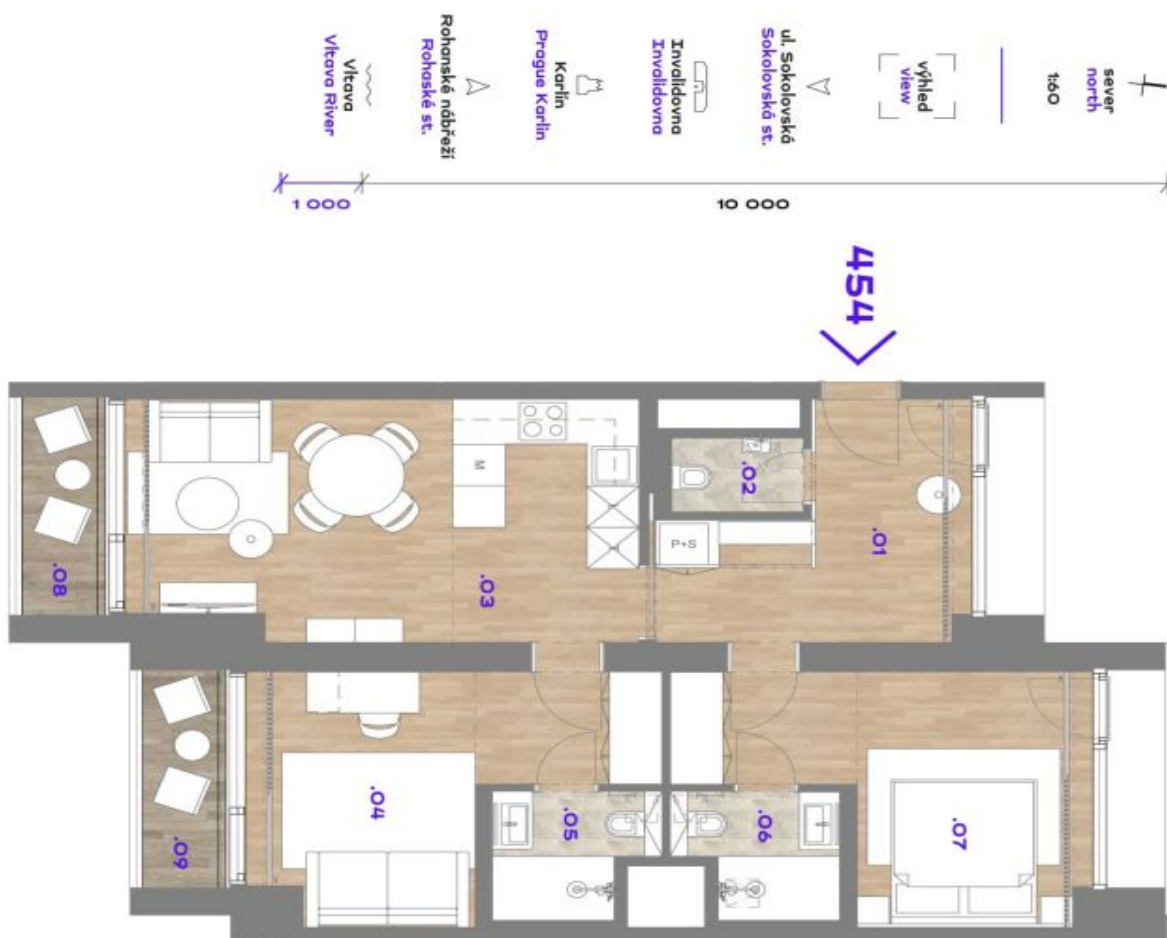 sever
north
1:60
výhled
view
ul. Sokolovská
Sokolovská st.
Invalidovna
Invalidovna
Karlín
Prague Karlin
Rohanské nábřeží
Rohaské st.
Vltava
Vltava River
1 000
10 000
454
.01
.02
.03
.04
.05
.06
.07
.08
.09
M
P+S